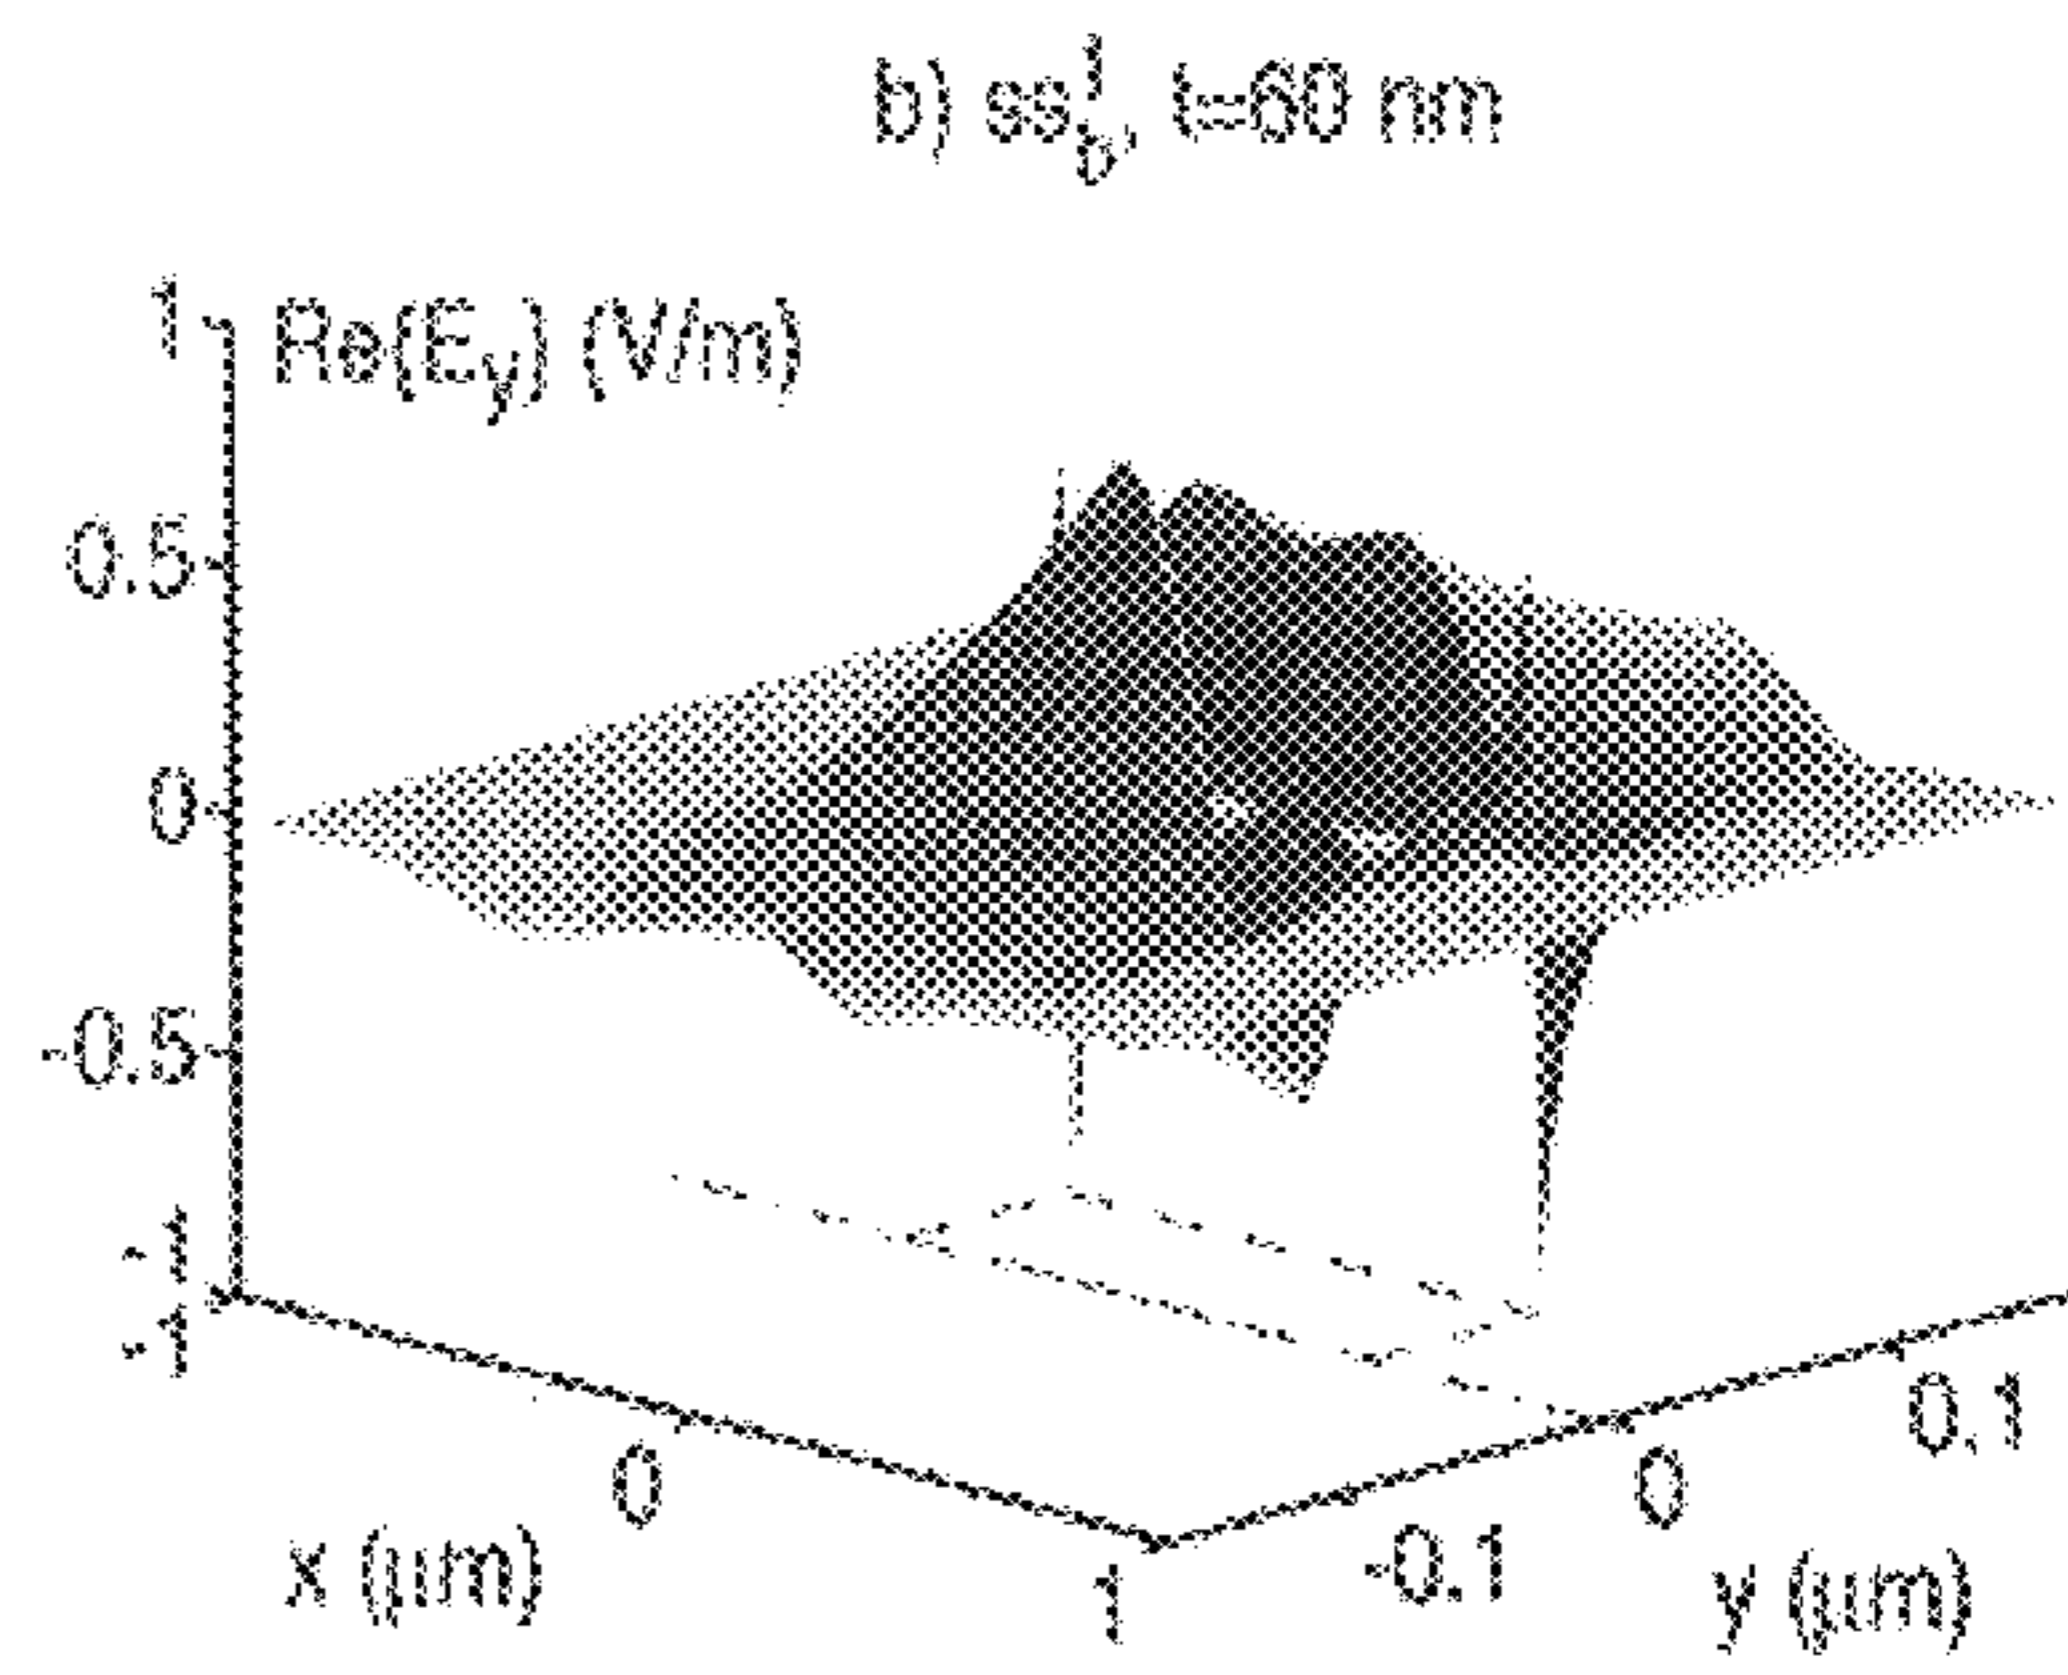 b) ss_b^1, t=60 nm
Re(E_y) (V/m)
1
0.5
0
-0.5
-1
-1
0
1
x (μm)
-0.1
0
0.1
y (μm)